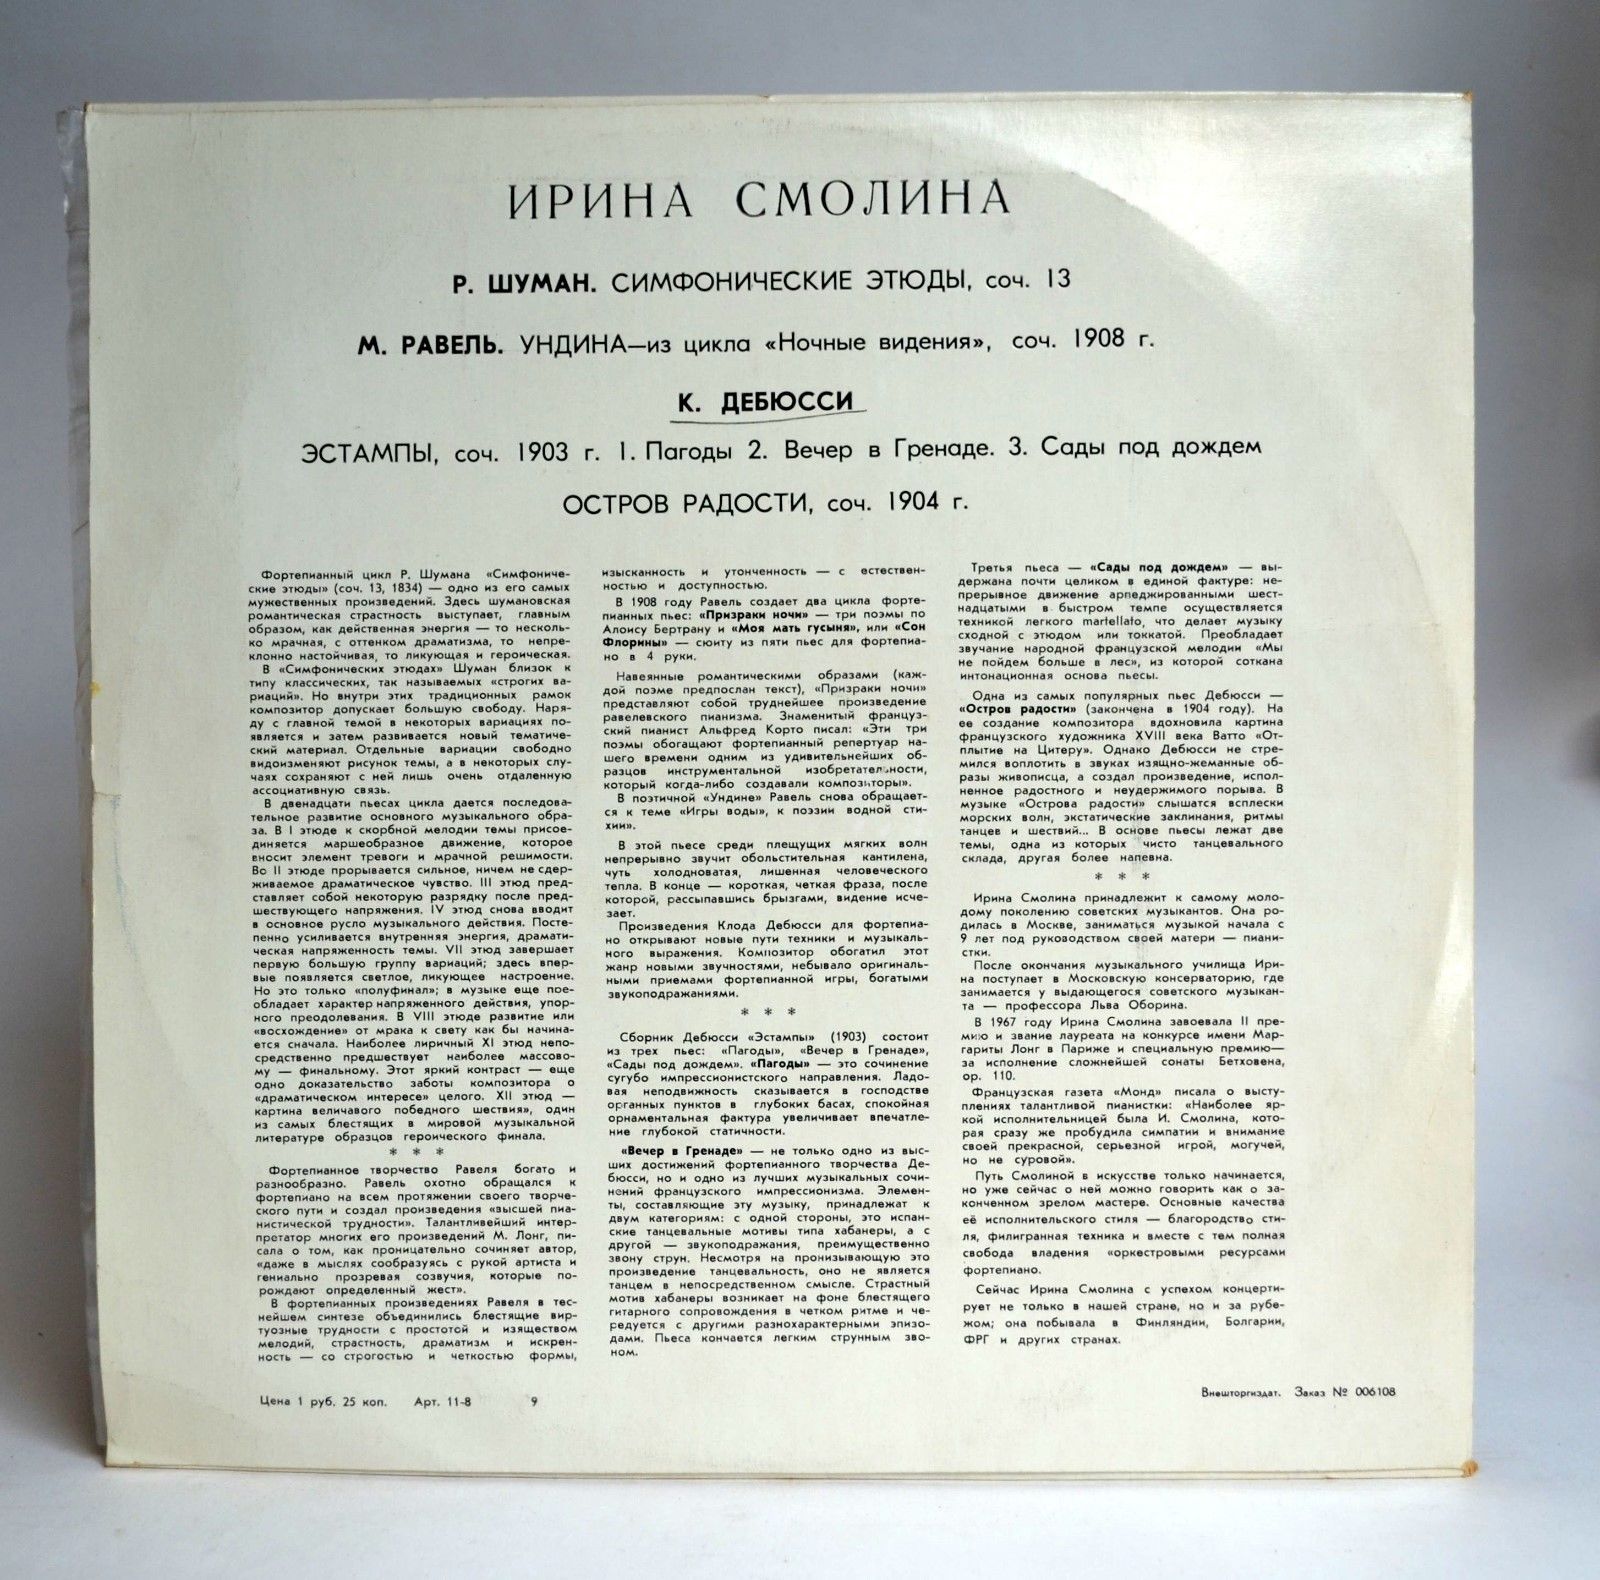 ИРИНА СМОЛИНА
Р. ШУМАН. СИМФОНИЧЕСКИЕ ЭТЮДЫ, соч. 13
М. РАВЕЛЬ. УНДИНА—из цикла «Ночные видения», соч. 1908 г.
К. ДЕБЮССИ
ЭСТАМПЫ, соч. 1903 г. 1. Пагоды 2. Вечер в Гренаде. 3. Сады под дождем
ОСТРОВ РАДОСТИ, соч. 1904 г.
Фортепианный цикл Р. Шумана «Симфониче-
ские этюды» (соч. 13, 1834) — одно из его самых
мужественных произведений. Здесь шумановская
романтическая страстность выступает, главным
образом, как действенная энергия — то несколь-
ко мрачная, с оттенком драматизма, то непре-
клонно настойчивая, то ликующая и героическая.
В «Симфонических этюдах» Шуман близок к
типу классических, так называемых «строгих ва-
риаций». Но внутри этих традиционных рамок
композитор допускает большую свободу. Наря-
ду с главной темой в некоторых вариациях по-
является и затем развивается новый тематиче-
ский материал. Отдельные вариации свободно
видоизменяют рисунок темы, а в некоторых слу-
чаях сохраняют с ней лишь очень отдаленную
ассоциативную связь.
В двенадцати пьесах цикла дается последова-
тельное развитие основного музыкального обра-
за. В I этюде к скорбной мелодии темы присое-
диняется маршеобразное движение, которое
вносит элемент тревоги и мрачной решимости.
Во II этюде прорывается сильное, ничем не сдер-
живаемое драматическое чувство. III этюд пред-
ставляет собой некоторую разрядку после пред-
шествующего напряжения. IV этюд снова вводит
в основное русло музыкального действия. Посте-
пенно усиливается внутренняя энергия, драмати-
ческая напряженность темы. VII этюд завершает
первую большую группу вариаций; здесь впер-
вые появляется светлое, ликующее настроение.
Но это только «полуфинал»; в музыке еще пре-
обладает характер напряженного действия, упор-
ного преодолевания. В VIII этюде развитие или
«восхождение» от мрака к свету как бы начина-
ется сначала. Наиболее лиричный XI этюд непо-
средственно предшествует наиболее массово-
му — финальному. Этот яркий контраст — еще
одно доказательство заботы композитора о
«драматическом интересе» целого. XII этюд —
картина величавого победного шествия», один
из самых блестящих в мировой музыкальной
литературе образцов героического финала.
* * *
Фортепианное творчество Равеля богато и
разнообразно. Равель охотно обращался к
фортепиано на всем протяжении своего творче-
ского пути и создал произведения «высшей пиа-
нистической трудности». Талантливейший интер-
претатор многих его произведений М. Лонг, пи-
сала о том, как проницательно сочиняет автор,
«даже в мыслях сообразуясь с рукой артиста и
гениально прозревая созвучия, которые по-
рождают определенный жест».
В фортепианных произведениях Равеля в тес-
нейшем синтезе объединились блестящие вир-
туозные трудности с простотой и изяществом
мелодий, страстность, драматизм и искрен-
ность — со строгостью и четкостью формы,
изысканность и утонченность — с естествен-
ностью и доступностью.
В 1908 году Равель создает два цикла форте-
пианных пьес: «Призраки ночи» — три поэмы по
Алоису Бертрану и «Моя мать гусыня», или «Сон
Флорины» — сюиту из пяти пьес для фортепиа-
но в 4 руки.
Навеянные романтическими образами (каж-
дой поэме предпослан текст), «Призраки ночи»
представляют собой труднейшее произведение
равелевского пианизма. Знаменитый француз-
ский пианист Альфред Корто писал: «Эти три
поэмы обогащают фортепианный репертуар на-
шего времени одним из удивительнейших об-
разцов инструментальной изобретательности,
который когда-либо создавали композиторы».
В поэтичной «Ундине» Равель снова обращает-
ся к теме «Игры воды», к поэзии водной сти-
хии».
В этой пьесе среди плещущих мягких волн
непрерывно звучит обольстительная кантилена,
чуть холодноватая, лишенная человеческого
тепла. В конце — короткая, четкая фраза, после
которой, рассыпавшись брызгами, видение исче-
зает.
Произведения Клода Дебюсси для фортепиа-
но открывают новые пути техники и музыкаль-
ного выражения. Композитор обогатил этот
жанр новыми звучностями, небывало оригиналь-
ными приемами фортепианной игры, богатыми
звукоподражаниями.
* * *
Сборник Дебюсси «Эстампы» (1903) состоит
из трех пьес: «Пагоды», «Вечер в Гренаде»,
«Сады под дождем». «Пагоды» — это сочинение
сугубо импрессионистского направления. Ладо-
вая неподвижность сказывается в господстве
органных пунктов в глубоких басах, спокойная
орнаментальная фактура увеличивает впечатле-
ние глубокой статичности.
«Вечер в Гренаде» — не только одно из выс-
ших достижений фортепианного творчества Де-
бюсси, но и одно из лучших музыкальных сочи-
нений французского импрессионизма. Элемен-
ты, составляющие эту музыку, принадлежат к
двум категориям: с одной стороны, это испан-
ские танцевальные мотивы типа хабанеры, а с
другой — звукоподражания, преимущественно
звону струн. Несмотря на пронизывающую это
произведение танцевальность, оно не является
танцем в непосредственном смысле. Страстный
мотив хабанеры возникает на фоне блестящего
гитарного сопровождения в четком ритме и че-
редуется с другими разнохарактерными эпизо-
дами. Пьеса кончается легким струнным зво-
ном.
Третья пьеса — «Сады под дождем» — вы-
держана почти целиком в единой фактуре: не-
прерывное движение арпеджированными шест-
надцатыми в быстром темпе осуществляется
техникой легкого martellato, что делает музыку
сходной с этюдом или токкатой. Преобладает
звучание народной французской мелодии «Мы
не пойдем больше в лес», из которой соткана
интонационная основа пьесы.
Одна из самых популярных пьес Дебюсси —
«Остров радости» (закончена в 1904 году). На
ее создание композитора вдохновила картина
французского художника XVIII века Ватто «От-
плытие на Цитеру». Однако Дебюсси не стре-
мился воплотить в звуках изящно-жеманные об-
разы живописца, а создал произведение, испол-
ненное радостного и неудержимого порыва. В
музыке «Острова радости» слышатся всплески
морских волн, экстатические заклинания, ритмы
танцев и шествий... В основе пьесы лежат две
темы, одна из которых чисто танцевального
склада, другая более напевна.
* * *
Ирина Смолина принадлежит к самому моло-
дому поколению советских музыкантов. Она ро-
дилась в Москве, заниматься музыкой начала с
9 лет под руководством своей матери — пиани-
стки.
После окончания музыкального училища Ири-
на поступает в Московскую консерваторию, где
занимается у выдающегося советского музыкан-
та — профессора Льва Оборина.
В 1967 году Ирина Смолина завоевала II пре-
мию и звание лауреата на конкурсе имени Мар-
гариты Лонг в Париже и специальную премию—
за исполнение сложнейшей сонаты Бетховена,
ор. 110.
Французская газета «Монд» писала о высту-
плениях талантливой пианистки: «Наиболее яр-
кой исполнительницей была И. Смолина, кото-
рая сразу же пробудила симпатии и внимание
своей прекрасной, серьезной игрой, могучей,
но не суровой».
Путь Смолиной в искусстве только начинается,
но уже сейчас о ней можно говорить как о за-
конченном зрелом мастере. Основные качества
её исполнительского стиля — благородство сти-
ля, филигранная техника и вместе с тем полная
свобода владения «оркестровыми ресурсами
фортепиано.
Сейчас Ирина Смолина с успехом концерти-
рует не только в нашей стране, но и за рубе-
жом; она побывала в Финляндии, Болгарии,
ФРГ и других странах.
Цена 1 руб. 25 коп. Арт. 11-8 9
Внешторгиздат. Заказ № 006108